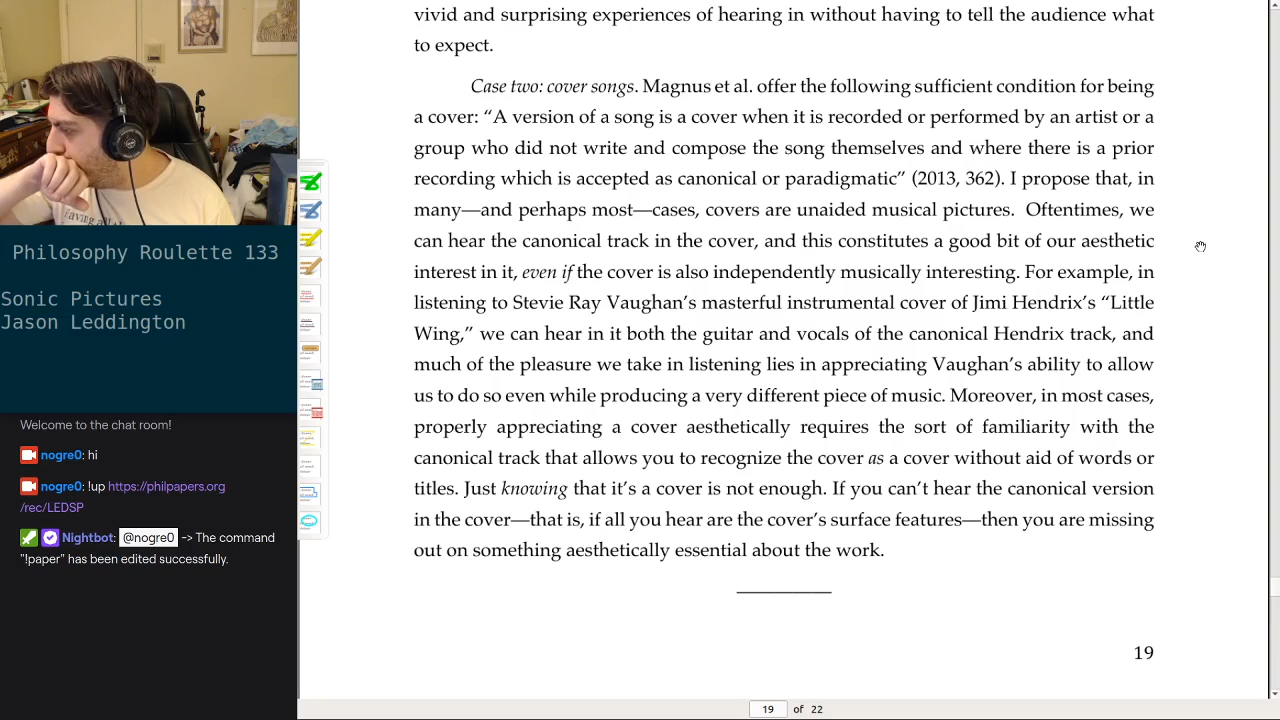 vivid and surprising experiences of hearing in without having to tell the audience what
to expect.
Case two: cover songs. Magnus et al. offer the following sufficient condition for being
a cover: “A version of a song is a cover when it is recorded or performed by an artist or a
group who did not write and compose the song themselves and where there is a prior
recording which is accepted as canonical or paradigmatic” (2013, 362). I propose that, in
many—and perhaps most—cases, covers are unaided musical pictures. Oftentimes, we
can hear the canonical track in the cover, and this constitutes a good bit of our aesthetic
interest in it, even if the cover is also independently musically interesting. For example, in
listening to Stevie Ray Vaughan’s masterful instrumental cover of Jimi Hendrix’s “Little
Wing,” we can hear in it both the general structure of the canonical Hendrix track, and
much of the pleasure we take in listening lies in appreciating Vaughan’s ability to allow
us to do so even while producing a very different piece of music. Moreover, in most cases,
properly appreciating a cover aesthetically requires the sort of familiarity with the
canonical track that allows you to recognize the cover as a cover without aid of words or
titles. Just knowing that it’s a cover is not enough. If you can’t hear the canonical version
in the cover—that is, if all you hear are the cover’s surface features—then you are missing
out on something aesthetically essential about the work.
19
19 of 22
Philosophy Roulette 133
Sonic Pictures
Jason Leddington
Welcome to the chat room!
nogre0: hi
nogre0: !up https://philpapers.org
/rec/LEDSP
Nightbot: @nogre0 -> The command
"!paper" has been edited successfully.